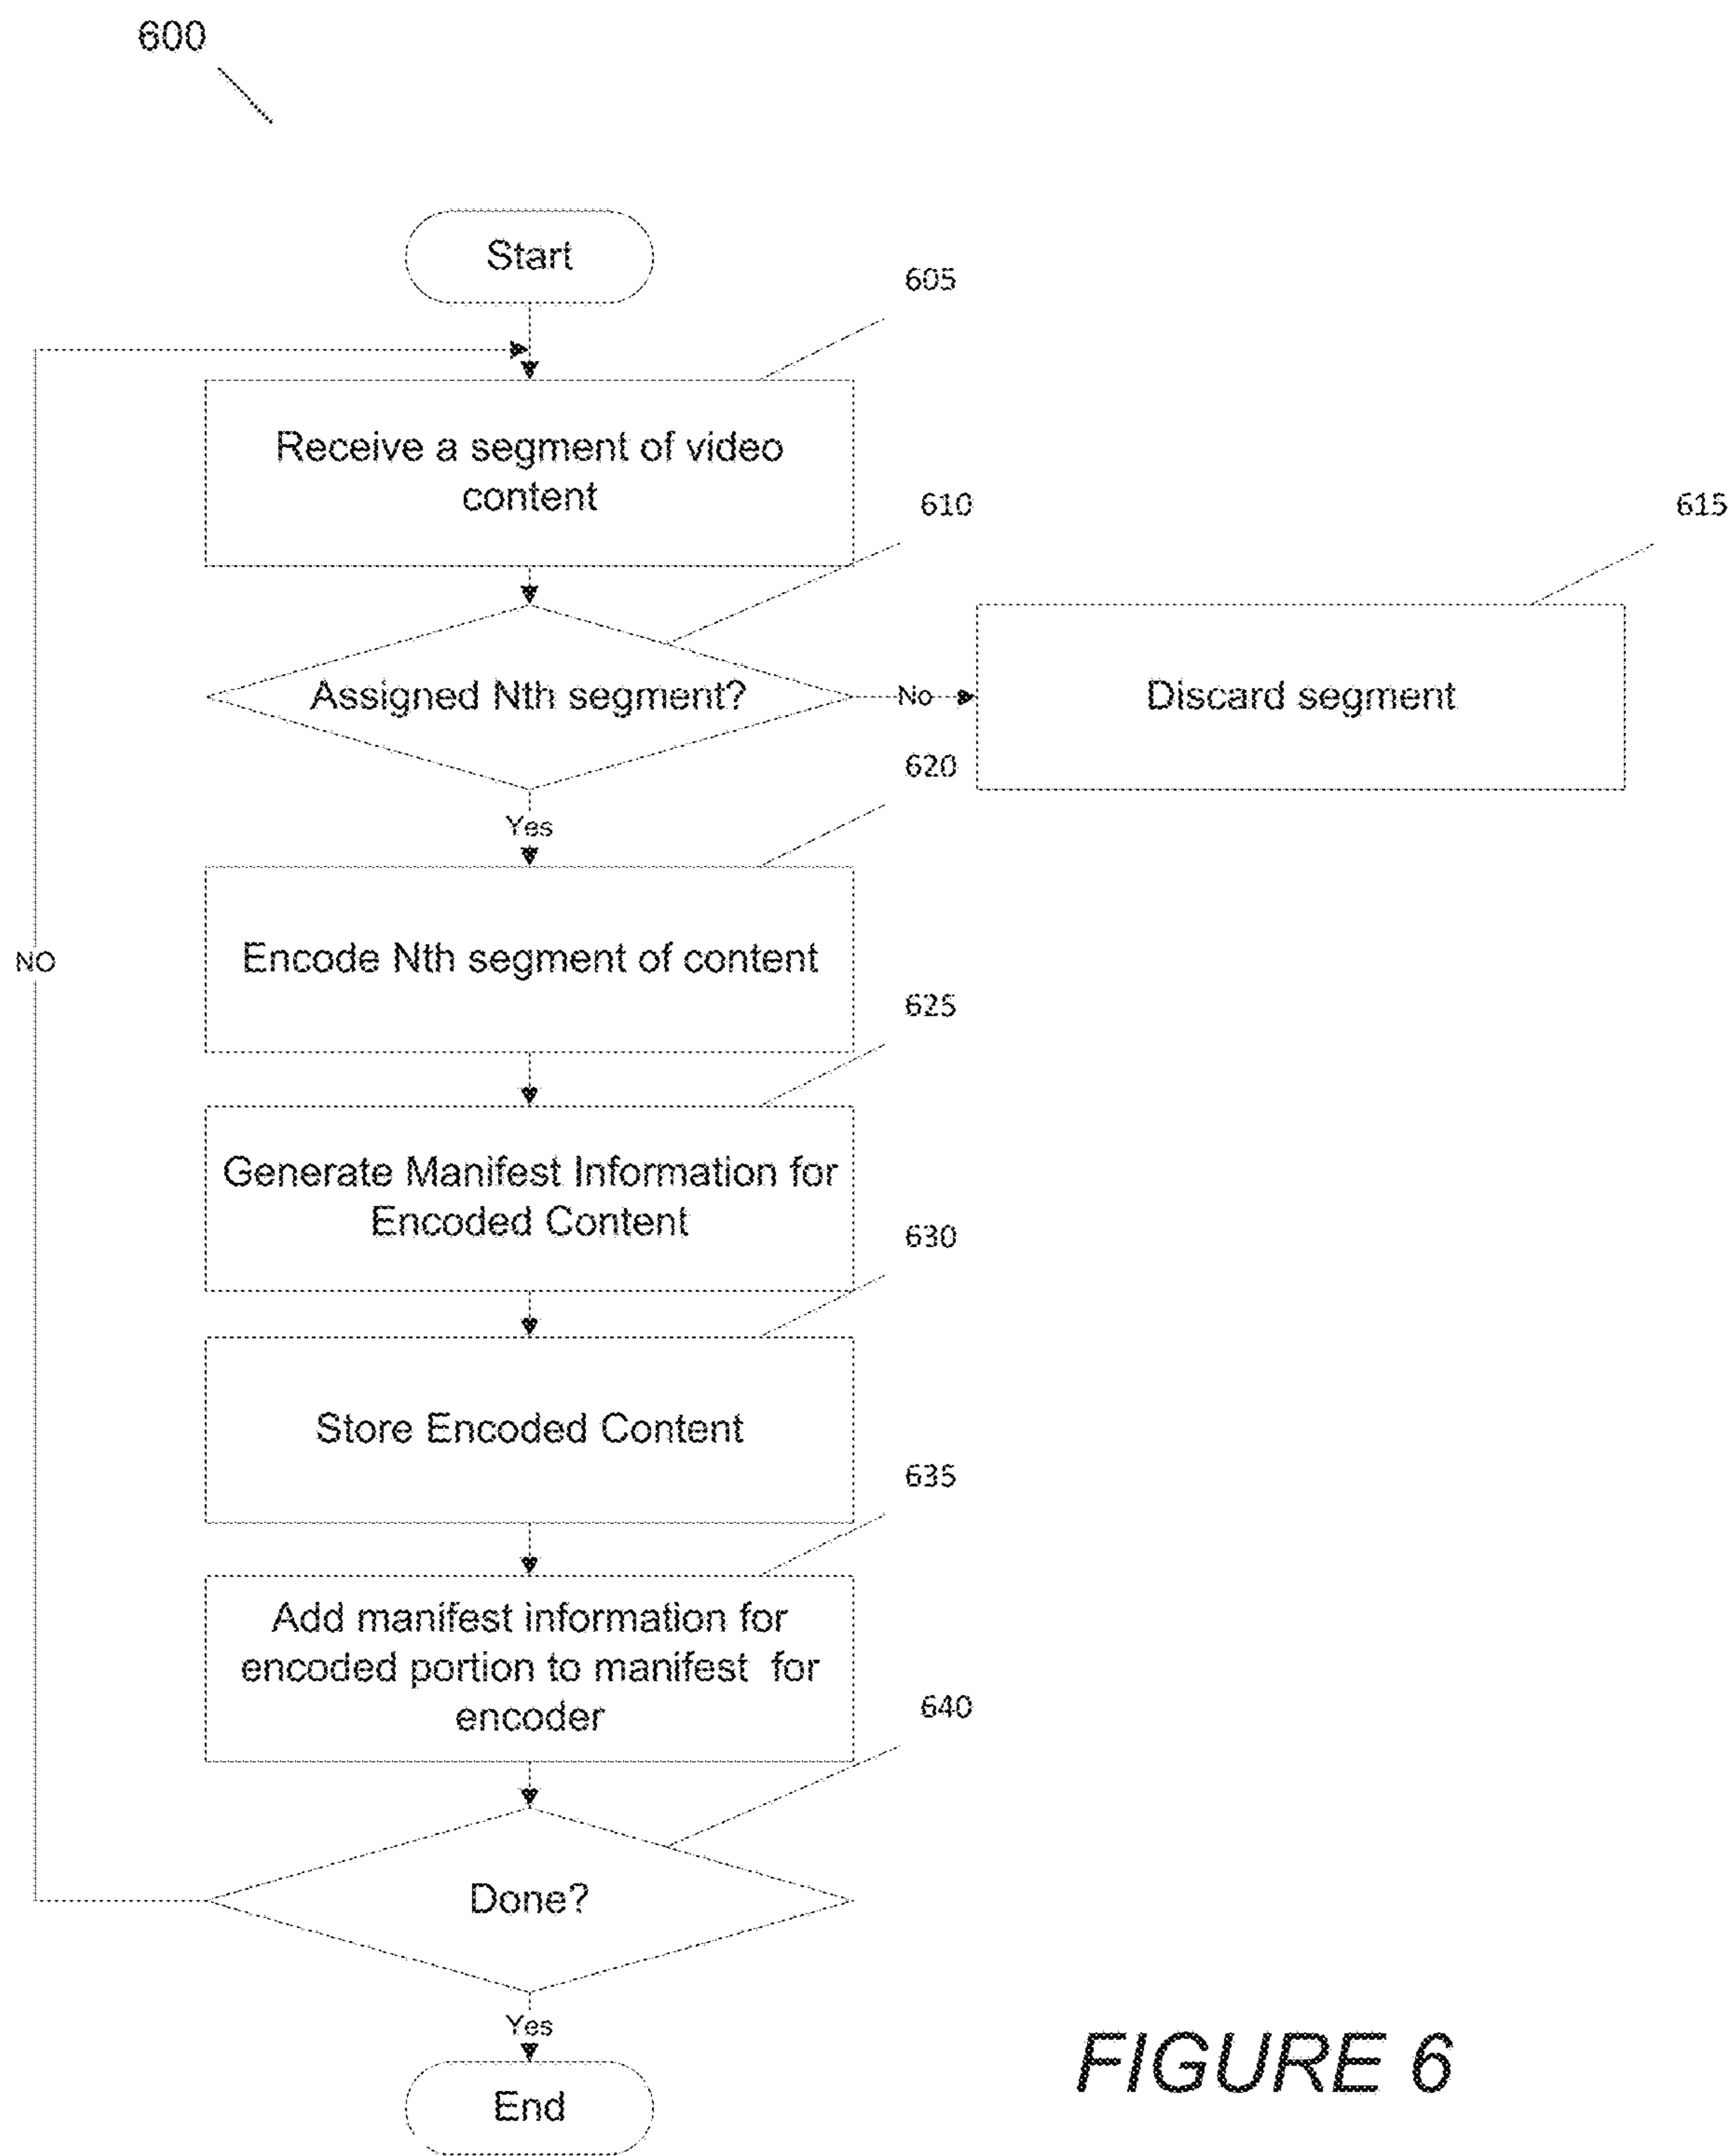 600
Start
605
Receive a segment of video
content
610
615
Assigned Nth segment?
No
Discard segment
620
Yes
Encode Nth segment of content
NO
625
Generate Manifest Information for
Encoded Content
630
Store Encoded Content
635
Add manifest information for
encoded portion to manifest for
encoder
640
Done?
Yes
End
FIGURE 6